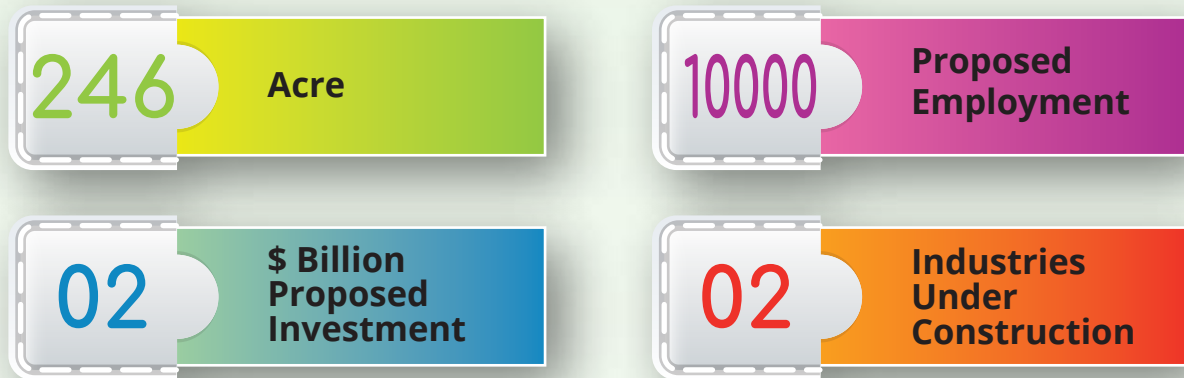 246
Acre
10000
Proposed
Employment
02
$ Billion
Proposed
Investment
02
Industries
Under
Construction